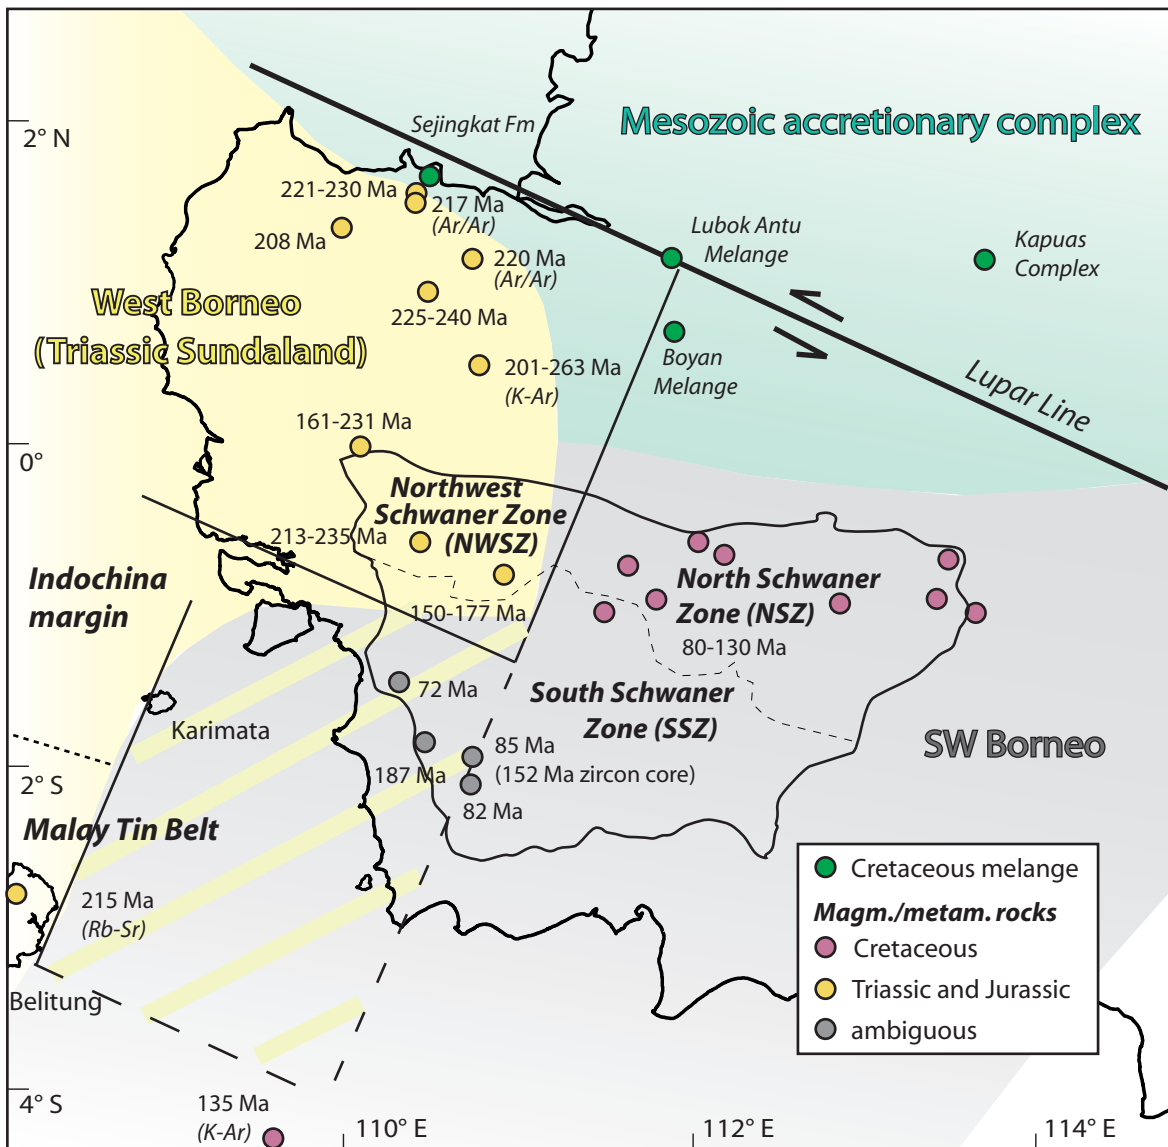 2° N
Sejingkat Fm
Mesozoic accretionary complex
221-230 Ma
217 Ma
(Ar/Ar)
208 Ma
220 Ma
(Ar/Ar)
Lubok Antu
Melange
Kapuas
Complex
West Borneo
(Triassic Sundaland)
225-240 Ma
201-263 Ma
(K-Ar)
Boyan
Melange
Lupar Line
161-231 Ma
0°
Northwest
Schwaner Zone
(NWSZ)
213-235 Ma
Indochina
margin
150-177 Ma
North Schwaner
Zone (NSZ)
80-130 Ma
72 Ma
South Schwaner
Zone (SSZ)
Karimata
SW Borneo
85 Ma
(152 Ma zircon core)
187 Ma
82 Ma
2° S
Malay Tin Belt
215 Ma
(Rb-Sr)
Belitung
Cretaceous melange
Magm./metam. rocks
Cretaceous
Triassic and Jurassic
ambiguous
4° S
135 Ma
(K-Ar)
110° E
112° E
114° E